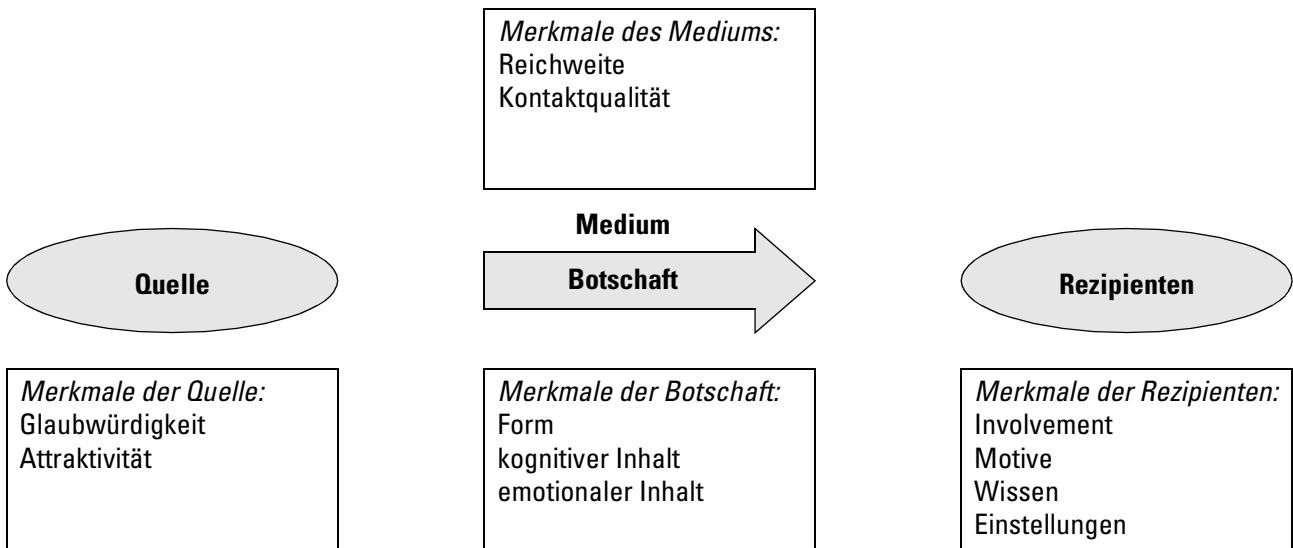 Merkmale des Mediums:
Reichweite
Kontaktqualität
Medium
Quelle
Botschaft
Rezipienten
Merkmale der Quelle:
Glaubwürdigkeit
Attraktivität
Merkmale der Botschaft:
Form
kognitiver Inhalt
emotionaler Inhalt
Merkmale der Rezipienten:
Involvement
Motive
Wissen
Einstellungen